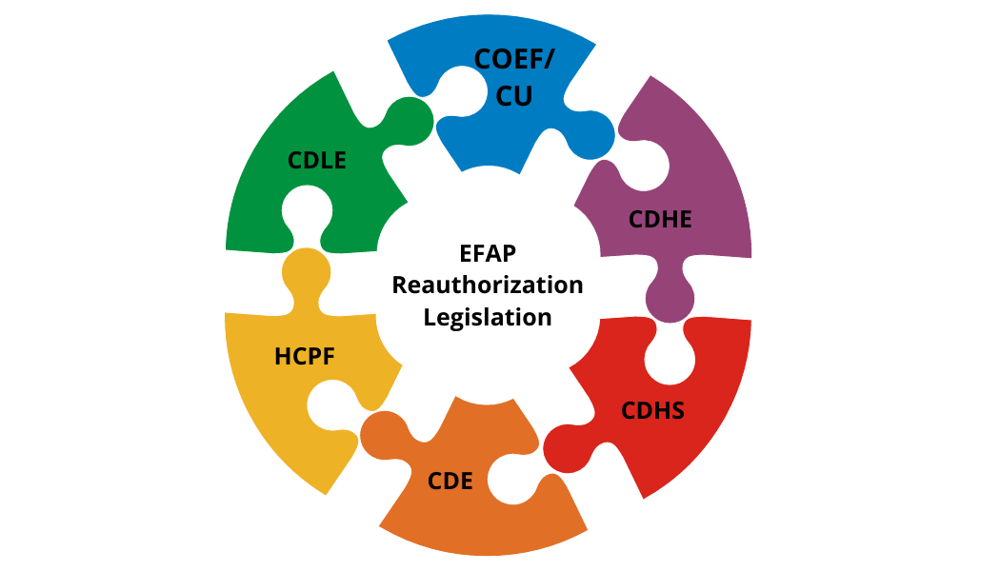 COEF/
CU
CDLE
CDHE
EFAP
Reauthorization
Legislation
HCPF
CDHS
CDE